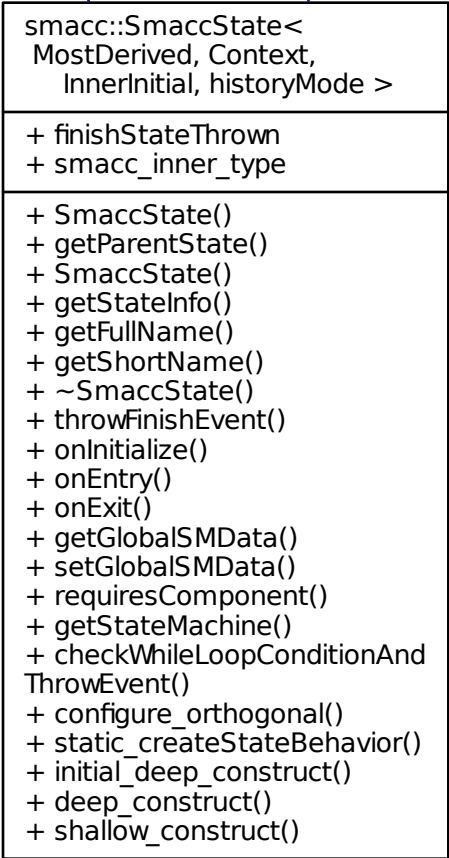 smacc::SmaccState<
MostDerived, Context,
InnerInitial, historyMode >
+ finishStateThrown
+ smacc_inner_type
+ SmaccState()
+ getParentState()
+ SmaccState()
+ getStateInfo()
+ getFullName()
+ getShortName()
+ ~SmaccState()
+ throwFinishEvent()
+ onInitialize()
+ onEntry()
+ onExit()
+ getGlobalSMData()
+ setGlobalSMData()
+ requiresComponent()
+ getStateMachine()
+ checkWhileLoopConditionAnd
ThrowEvent()
+ configure_orthogonal()
+ static_createStateBehavior()
+ initial_deep_construct()
+ deep_construct()
+ shallow_construct()